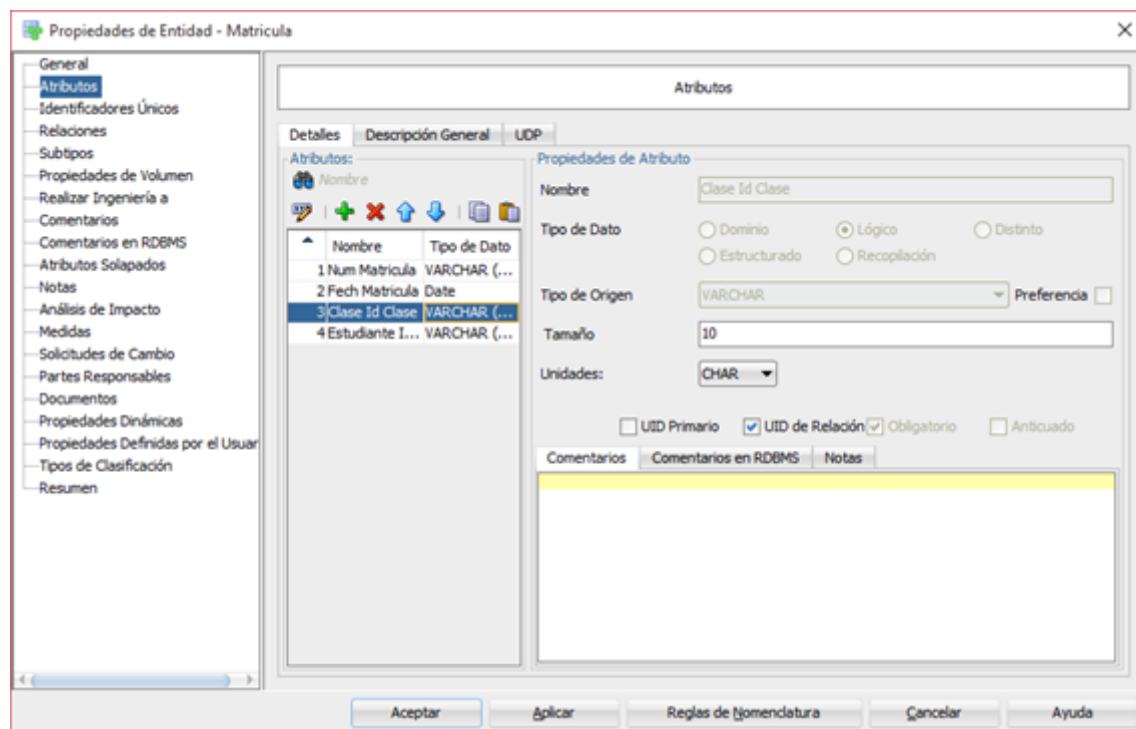 Propiedades de Entidad - Matricula
General
Atributos
Identificadores Únicos
Relaciones
Subtipos
Propiedades de Volumen
Realizar Ingeniería a
Comentarios
Comentarios en RDBMS
Atributos Solapados
Notas
Análisis de Impacto
Medidas
Solicitudes de Cambio
Partes Responsables
Documentos
Propiedades Dinámicas
Propiedades Definidas por el Usuar
Tipos de Clasificación
Resumen
Atributos
Detalles Descripción General UDP
Atributos:
Nombre
Nombre Tipo de Dato
1 Num Matricula VARCHAR (...
2 Fech Matricula Date
3 Clase Id Clase VARCHAR (...
4 Estudiante I... VARCHAR (...
Propiedades de Atributo
Nombre Clase Id Clase
Tipo de Dato Dominio Lógico Distinto
Estructurado Recopilación
Tipo de Origen VARCHAR Preferencia
Tamaño 10
Unidades: CHAR
UID Primario UID de Relación Obligatorio Anticuado
Comentarios Comentarios en RDBMS Notas
Aceptar Aplicar Reglas de Nomenclatura Cancelar Ayuda